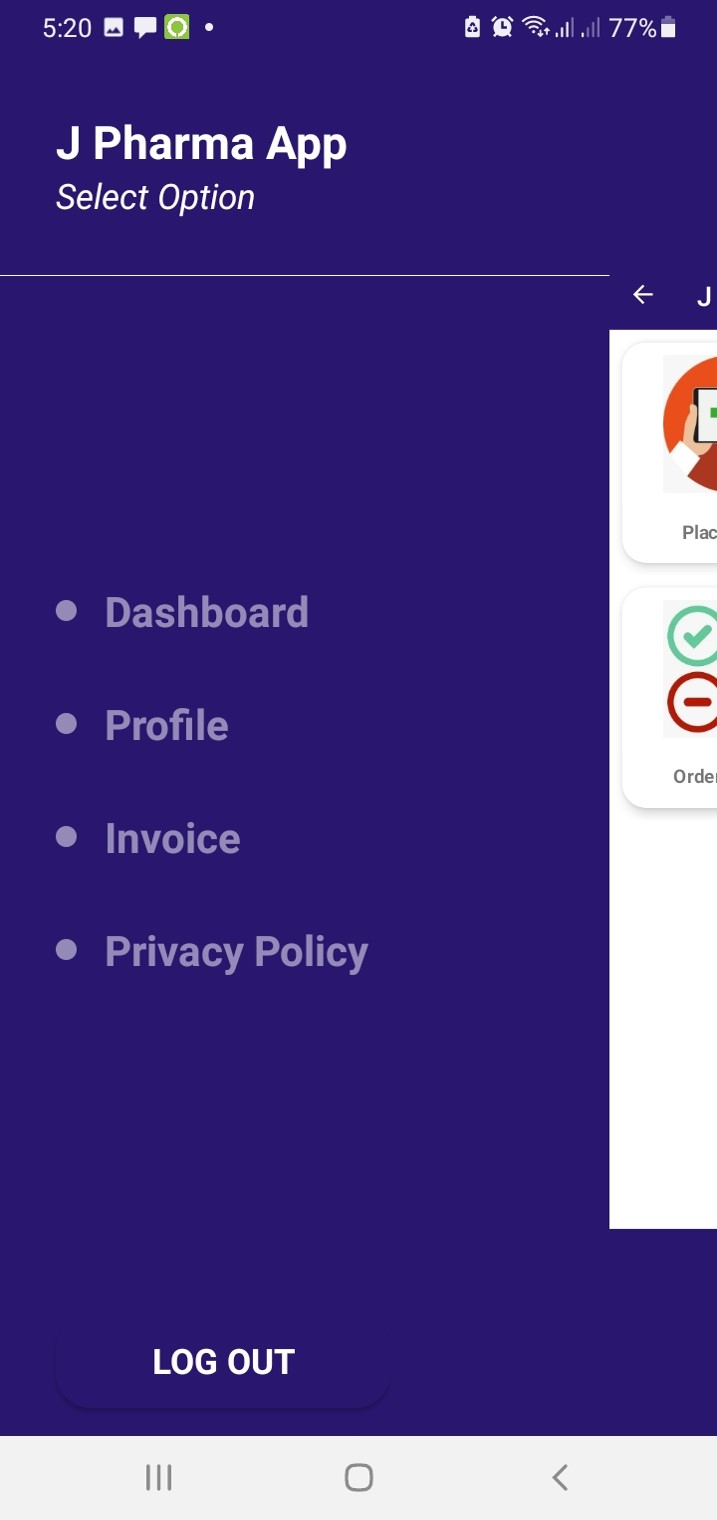 5:20
77%
J Pharma App
Select Option
J
Plac
Dashboard
Order
Profile
Invoice
Privacy Policy
LOG OUT